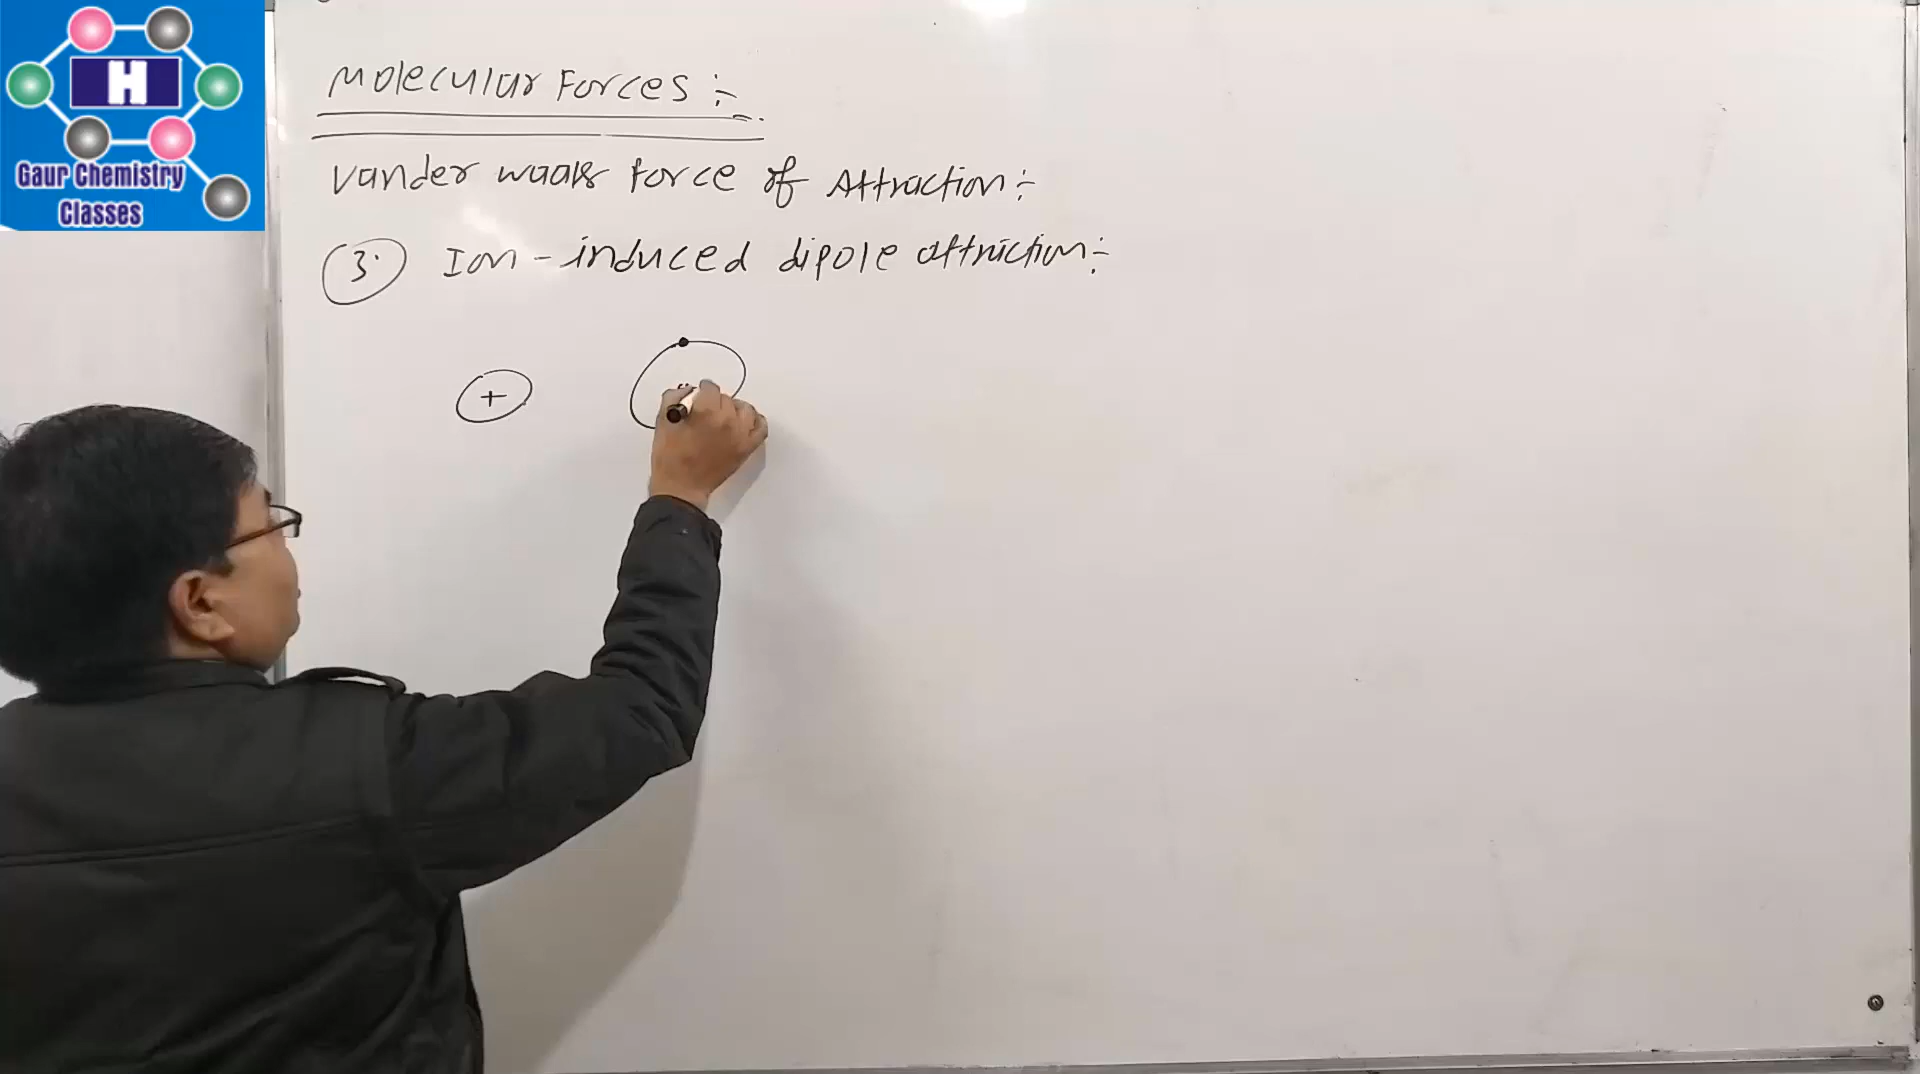 H
Gaur Chemistry
Classes
Molecular Forces :-
Vander waals Force of Attraction :-
3. Ion-induced dipole attraction :-
+